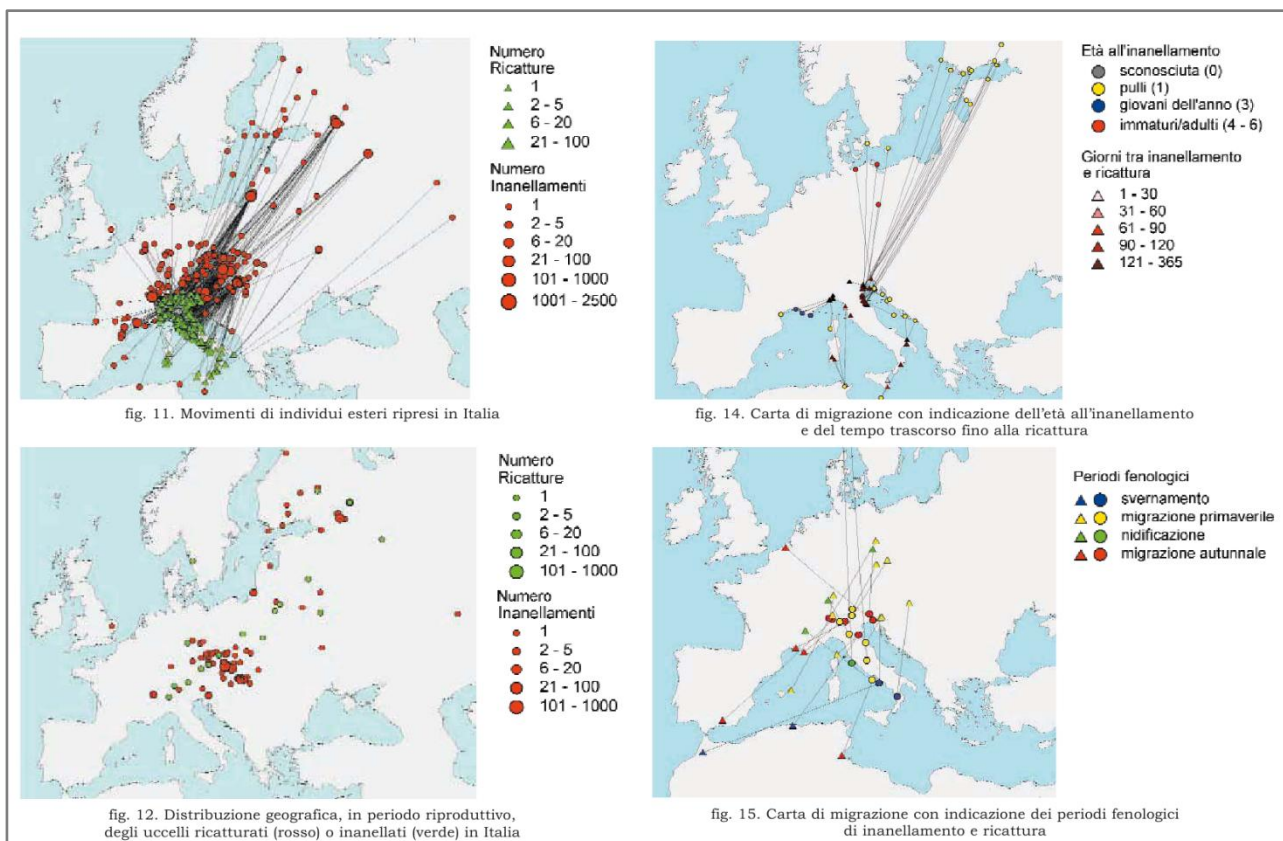 Numero
Ricatture
1
2 - 5
6 - 20
21 - 100
Numero
Inanellamenti
1
2 - 5
6 - 20
21 - 100
101 - 1000
1001 - 2500
fig. 11. Movimenti di individui esteri ripresi in Italia
Età all'inanellamento
sconosciuta (0)
pulli (1)
giovani dell'anno (3)
immaturi/adulti (4 - 6)
Giorni tra inanellamento
e ricattura
1 - 30
31 - 60
61 - 90
90 - 120
121 - 365
fig. 14. Carta di migrazione con indicazione dell'età all'inanellamento
e del tempo trascorso fino alla ricattura
Numero
Ricatture
1
2 - 5
6 - 20
21 - 100
101 - 1000
Numero
Inanellamenti
1
2 - 5
6 - 20
21 - 100
101 - 1000
fig. 12. Distribuzione geografica, in periodo riproduttivo,
degli uccelli ricatturati (rosso) o inanellati (verde) in Italia
Periodi fenologici
svernamento
migrazione primaverile
nidificazione
migrazione autunnale
fig. 15. Carta di migrazione con indicazione dei periodi fenologici
di inanellamento e ricattura